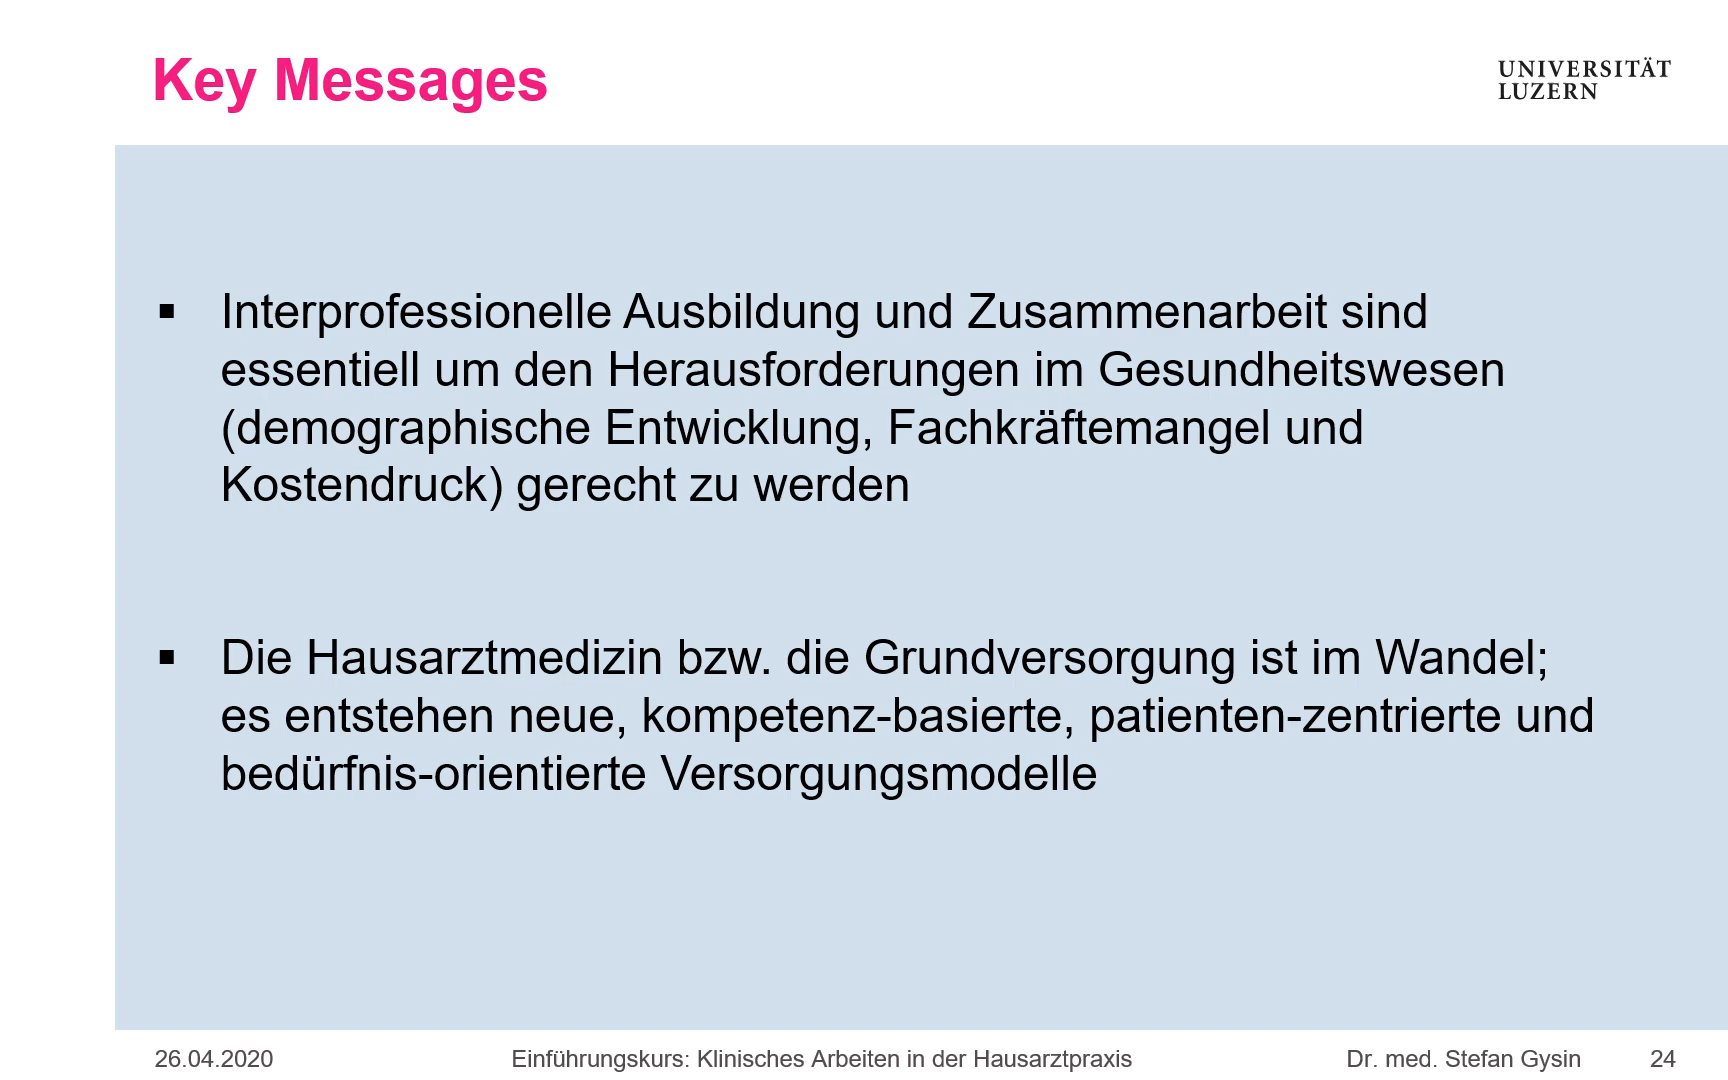 Key Messages
UNIVERSITÄT
LUZERN
▪ Interprofessionelle Ausbildung und Zusammenarbeit sind
essentiell um den Herausforderungen im Gesundheitswesen
(demographische Entwicklung, Fachkräftemangel und
Kostendruck) gerecht zu werden
▪ Die Hausarztmedizin bzw. die Grundversorgung ist im Wandel;
es entstehen neue, kompetenz-basierte, patienten-zentrierte und
bedürfnis-orientierte Versorgungsmodelle
26.04.2020 Einführungskurs: Klinisches Arbeiten in der Hausarztpraxis Dr. med. Stefan Gysin 24